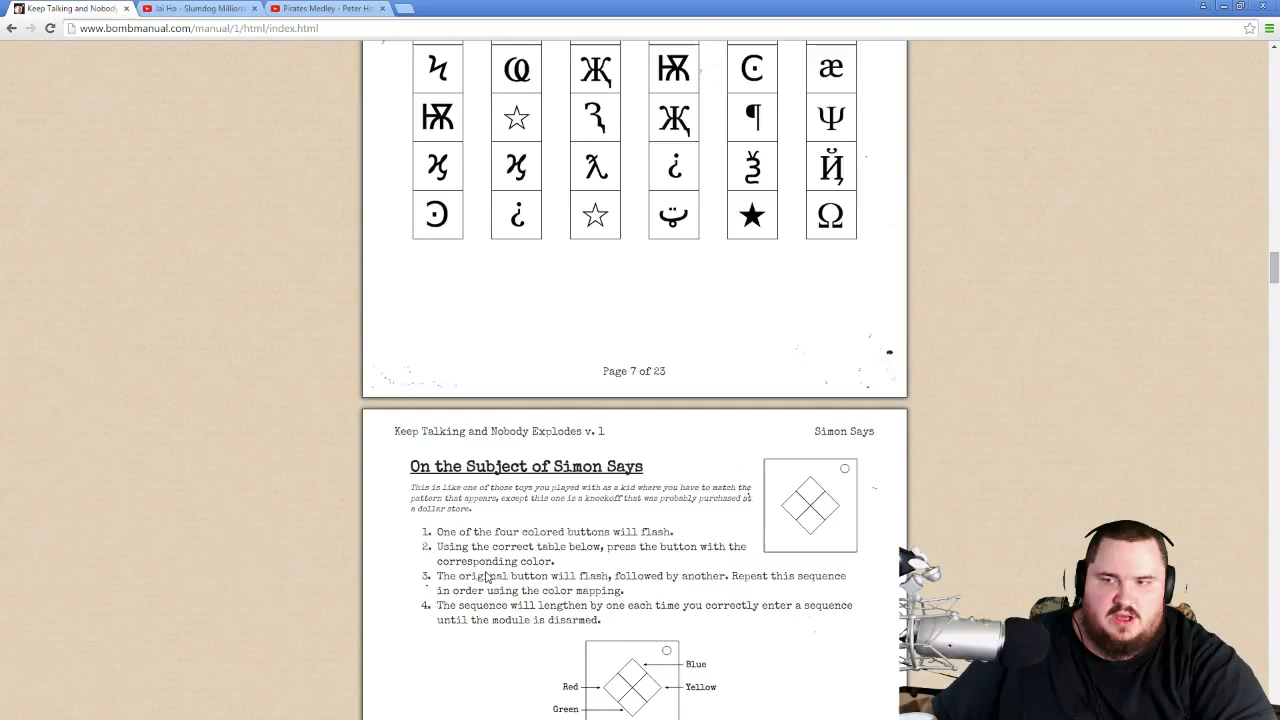 Keep Talking and Nobody
Jai Ho - Slumdog Million
Pirates Medley - Peter Ho
www.bombmanual.com/manual/1/html/index.html
Ϟ Ҩ Җ Ѭ Ͼ æ
Ѭ ☆ Ԇ Җ ¶ Ψ
ϗ ϗ ƛ ¿ Ѯ Ҋ
Ͽ ¿ ☆ ټ ★ Ω
Page 7 of 23
Keep Talking and Nobody Explodes v. 1
Simon Says
On the Subject of Simon Says
This is like one of those toys you played with as a kid where you have to match the
pattern that appears, except this one is a knockoff that was probably purchased at
a dollar store.
1. One of the four colored buttons will flash.
2. Using the correct table below, press the button with the
corresponding color.
3. The original button will flash, followed by another. Repeat this sequence
in order using the color mapping.
4. The sequence will lengthen by one each time you correctly enter a sequence
until the module is disarmed.
Blue
Red
Yellow
Green